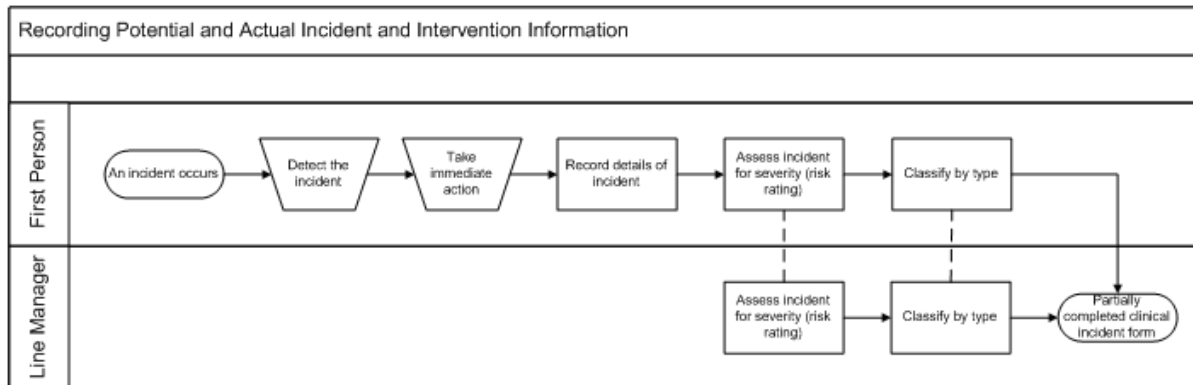 Recording Potential and Actual Incident and Intervention Information
First Person
An incident occurs
Detect the
incident
Take
immediate
action
Record details of
incident
Assess incident
for severity (risk
rating)
Classify by type
Line Manager
Assess incident
for severity (risk
rating)
Classify by type
Partially
completed clinical
incident form